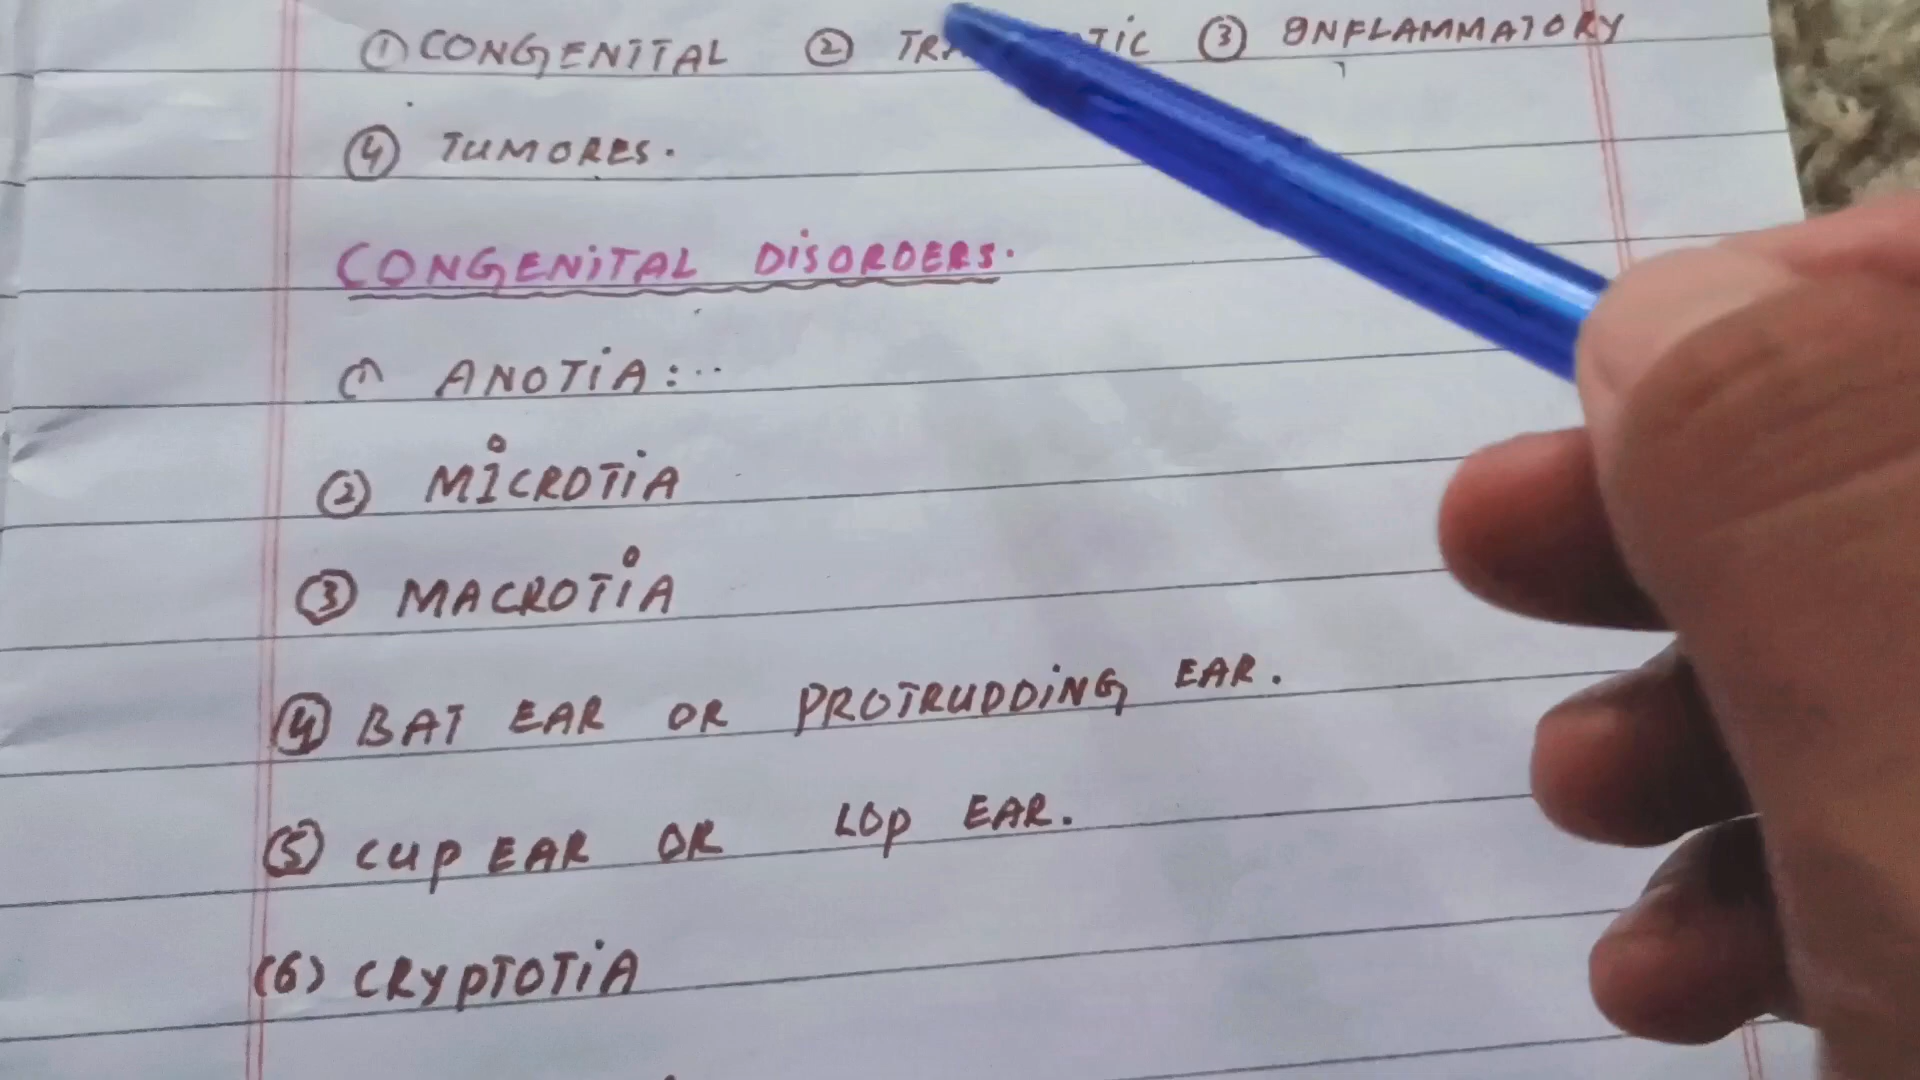 ① CONGENITAL ② ③ INFLAMMATORY
④ TUMORES.
CONGENITAL DISORDERS.
① ANOTIA:..
② MICROTIA
③ MACROTIA
④ BAT EAR OR PROTRUDDING EAR.
⑤ CUP EAR OR LOP EAR.
(6) CRYPTOTIA